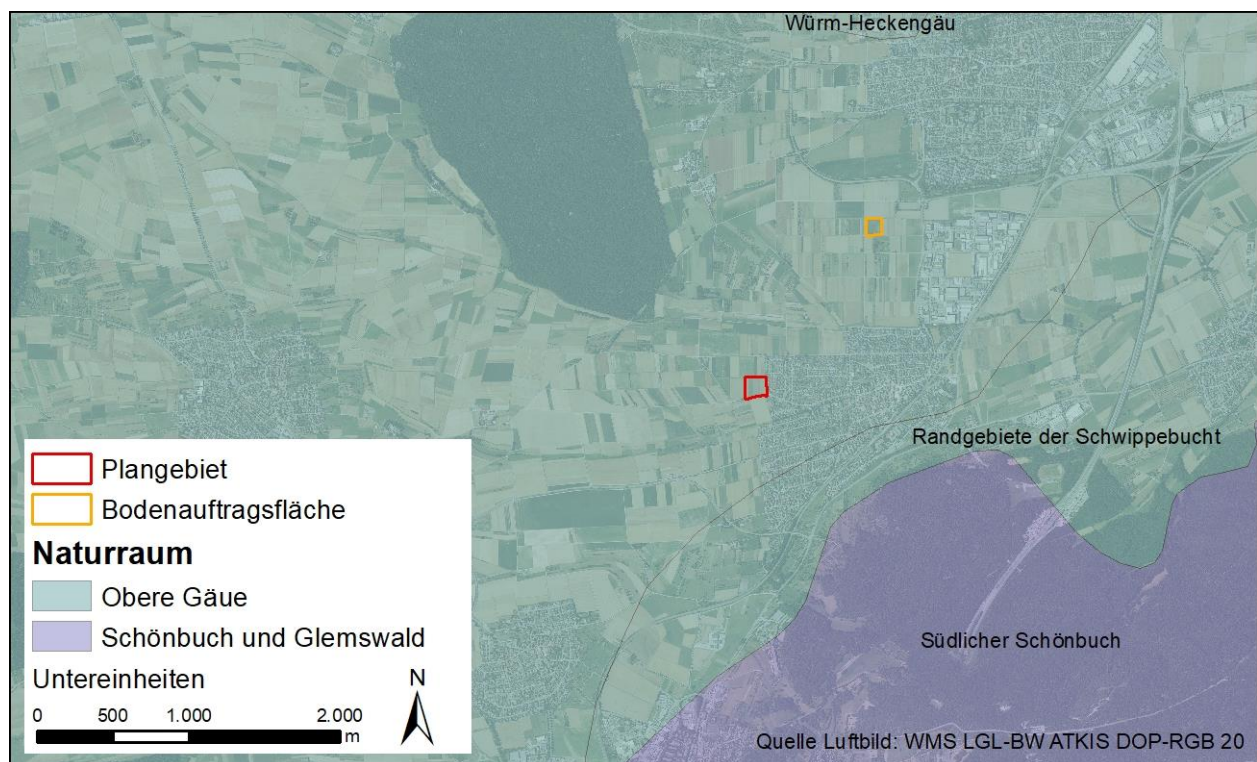 Würm-Heckengäu
Randgebiete der Schwippebucht
Südlicher Schönbuch
Plangebiet
Bodenauftragsfläche
Naturraum
Obere Gäue
Schönbuch und Glemswald
Untereinheiten
N
0 500 1.000 2.000
m
Quelle Luftbild: WMS LGL-BW ATKIS DOP-RGB 20